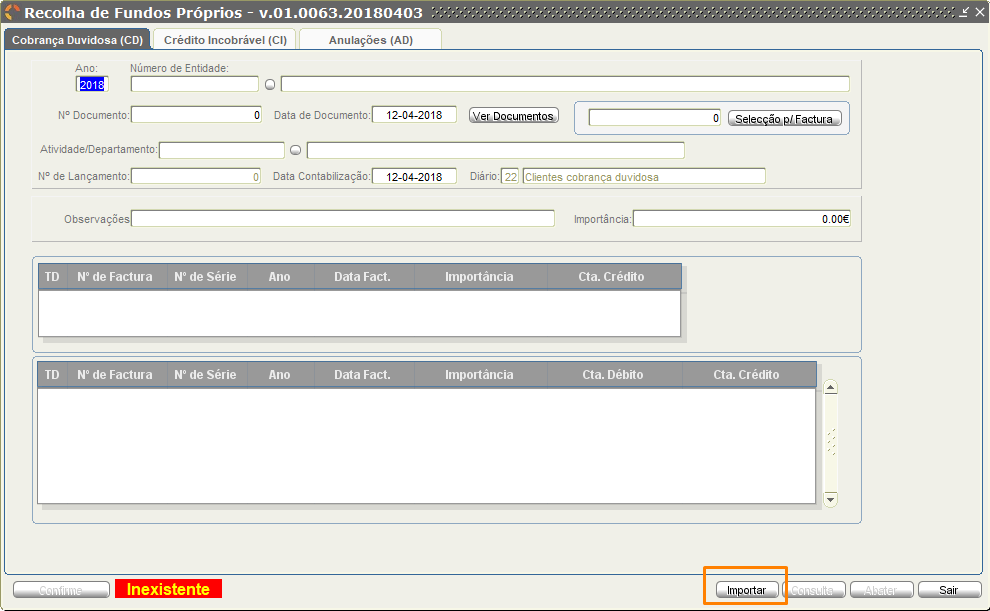 Recolha de Fundos Próprios - v.01.0063.20180403
Cobrança Duvidosa (CD) Crédito Incobrável (CI) Anulações (AD)
Ano: Número de Entidade:
2018
Nº Documento: 0 Data de Documento: 12-04-2018 Ver Documentos 0 Selecção p/ Factura
Atividade/Departamento:
Nº de Lançamento: 0 Data Contabilização: 12-04-2018 Diário: 22 Clientes cobrança duvidosa
Observações Importância: 0.00€
TD Nº de Factura Nº de Série Ano Data Fact. Importância Cta. Crédito
TD Nº de Factura Nº de Série Ano Data Fact. Importância Cta. Débito Cta. Crédito
Confirme Inexistente Importar Consulta Abater Sair